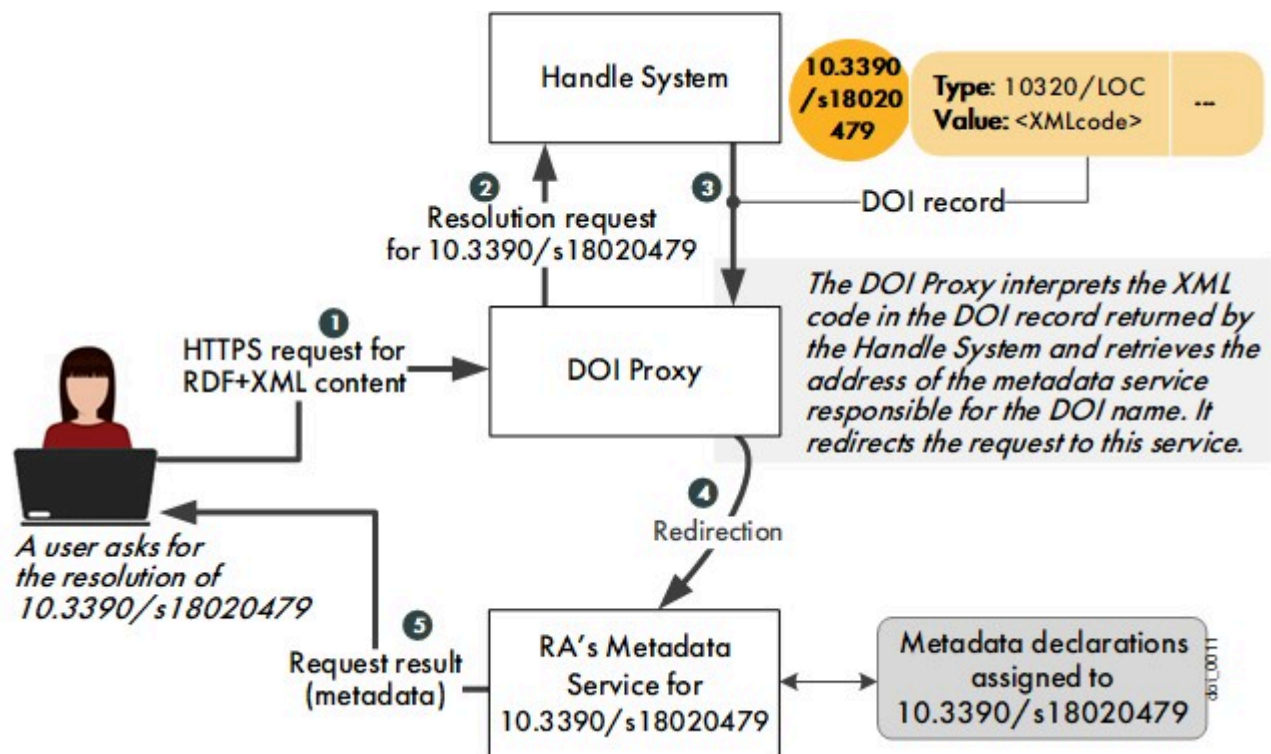 Handle System
10.3390
/s18020
479
Type: 10320/LOC
Value: <XMLcode>
...
2
Resolution request
for 10.3390/s18020479
3
DOI record
1
HTTPS request for
RDF+XML content
DOI Proxy
The DOI Proxy interprets the XML
code in the DOI record returned by
the Handle System and retrieves the
address of the metadata service
responsible for the DOI name. It
redirects the request to this service.
4
Redirection
A user asks for
the resolution of
10.3390/s18020479
5
Request result
(metadata)
RA's Metadata
Service for
10.3390/s18020479
Metadata declarations
assigned to
10.3390/s18020479
doi_0011